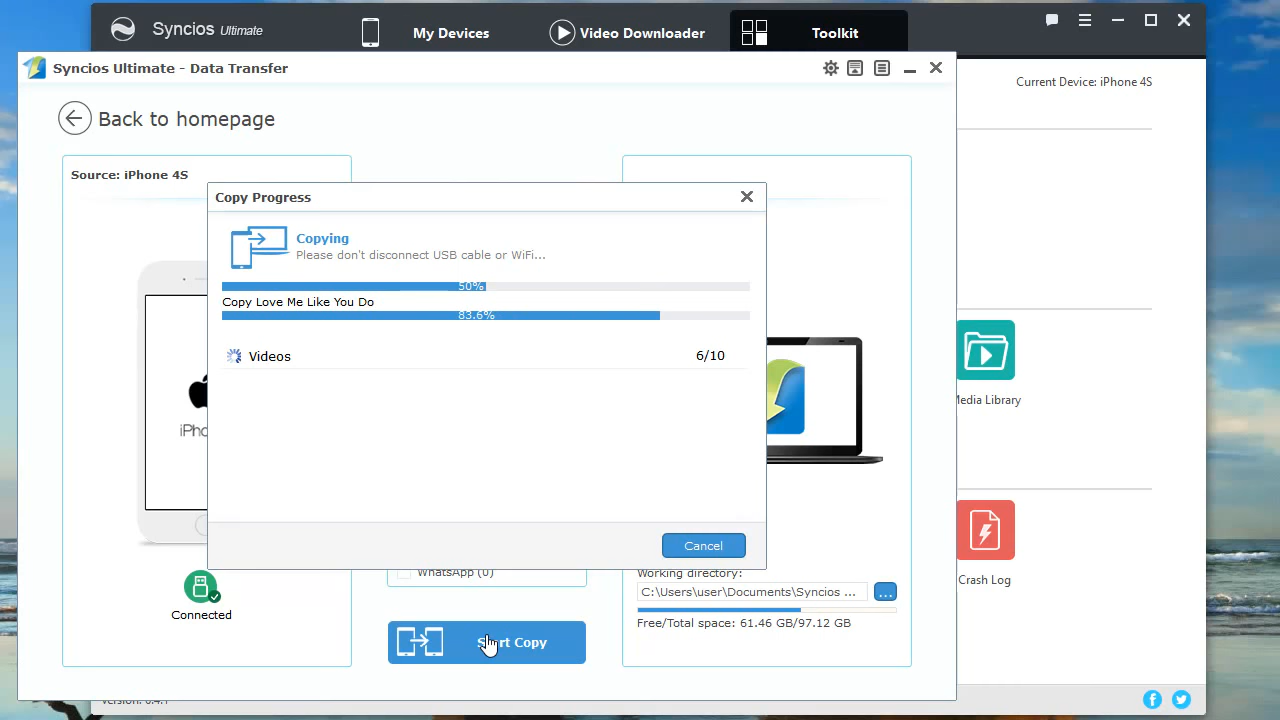 Syncios Ultimate
My Devices
Video Downloader
Toolkit
Syncios Ultimate - Data Transfer
Current Device: iPhone 4S
Back to homepage
Source: iPhone 4S
Copy Progress
Copying
Please don't disconnect USB cable or WiFi...
50%
Copy Love Me Like You Do
83.6%
Videos 6/10
Media Library
Cancel
WhatsApp (0)
Working directory:
C:\Users\user\Documents\Syncios ...
...
Free/Total space: 61.46 GB/97.12 GB
Connected
Start Copy
Crash Log